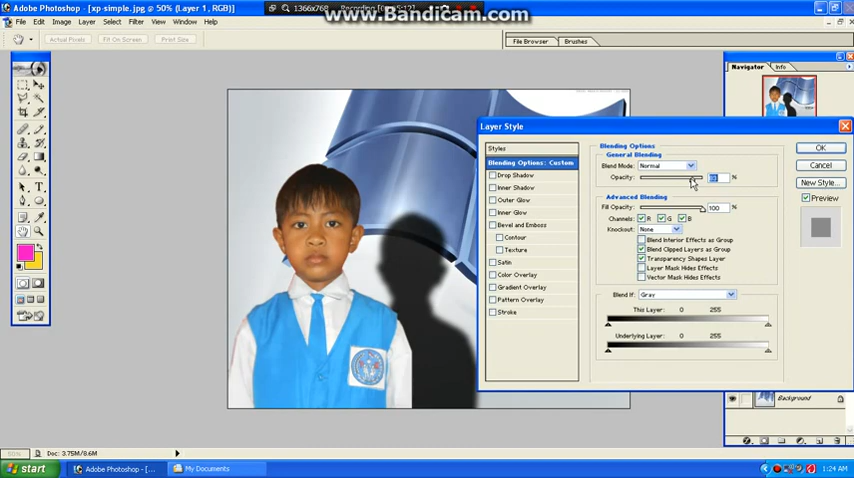 Adobe Photoshop - [xp-simple.jpg @ 50% (Layer 1, RGB)]
1366x768
www.Bandicam.com
File Edit Image Layer Select Filter View Window Help
Actual Pixels Fit On Screen Print Size
File Browser Brushes
Navigator Info
Layer Style
Styles
Blending Options: Custom
Drop Shadow
Inner Shadow
Outer Glow
Inner Glow
Bevel and Emboss
Contour
Texture
Satin
Color Overlay
Gradient Overlay
Pattern Overlay
Stroke
Blending Options
General Blending
Blend Mode: Normal
Opacity: %
Advanced Blending
Fill Opacity: 100 %
Channels: R G B
Knockout: None
Blend Interior Effects as Group
Blend Clipped Layers as Group
Transparency Shapes Layer
Layer Mask Hides Effects
Vector Mask Hides Effects
Blend If: Gray
This Layer: 0 255
Underlying Layer: 0 255
OK
Cancel
New Style...
Preview
Background
50% Doc: 3.75M/8.6M
start Adobe Photoshop - [... My Documents 1:24 AM